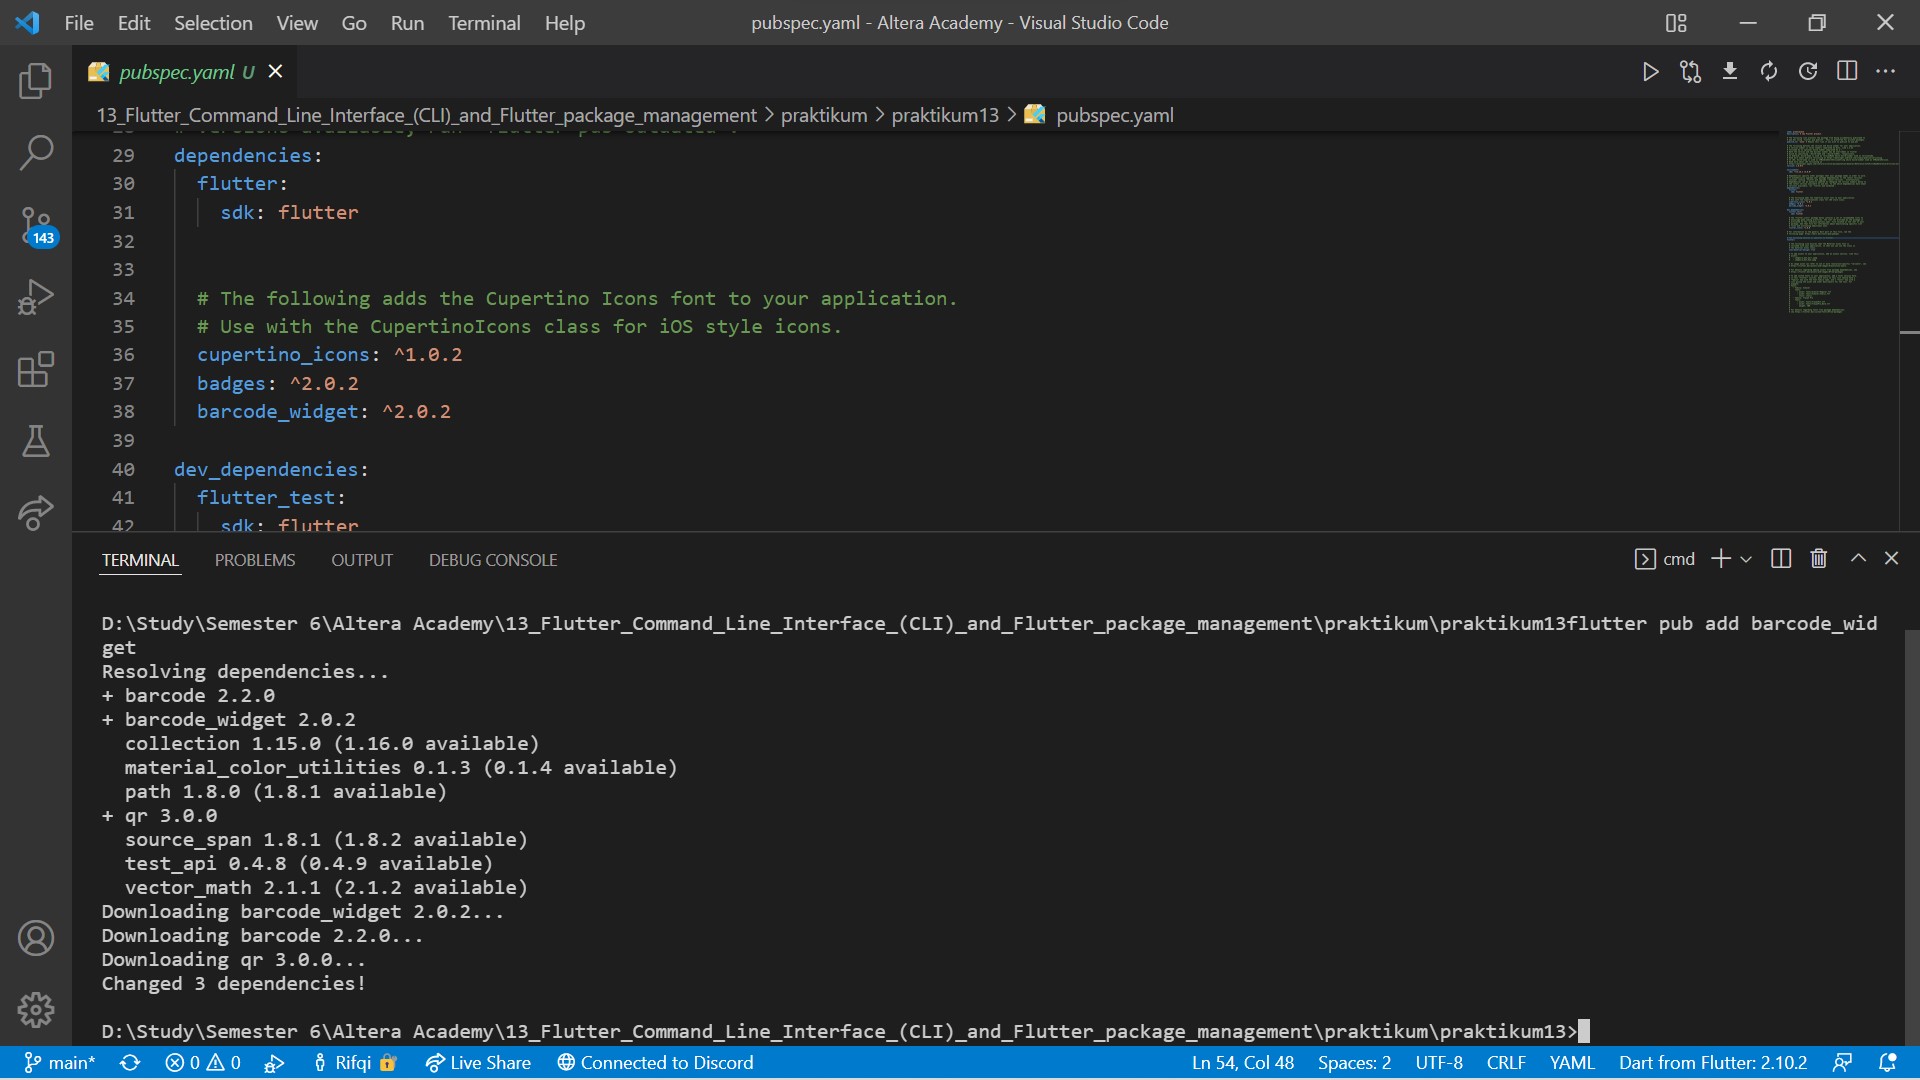 File Edit Selection View Go Run Terminal Help pubspec.yaml - Altera Academy - Visual Studio Code
pubspec.yaml U
13_Flutter_Command_Line_Interface_(CLI)_and_Flutter_package_management > praktikum > praktikum13 > pubspec.yaml
29 dependencies:
30 flutter:
31 sdk: flutter
32
33
34 # The following adds the Cupertino Icons font to your application.
35 # Use with the CupertinoIcons class for iOS style icons.
36 cupertino_icons: ^1.0.2
37 badges: ^2.0.2
38 barcode_widget: ^2.0.2
39
40 dev_dependencies:
41 flutter_test:
42 sdk: flutter
143
TERMINAL PROBLEMS OUTPUT DEBUG CONSOLE cmd
D:\Study\Semester 6\Altera Academy\13_Flutter_Command_Line_Interface_(CLI)_and_Flutter_package_management\praktikum\praktikum13flutter pub add barcode_wid
get
Resolving dependencies...
+ barcode 2.2.0
+ barcode_widget 2.0.2
collection 1.15.0 (1.16.0 available)
material_color_utilities 0.1.3 (0.1.4 available)
path 1.8.0 (1.8.1 available)
+ qr 3.0.0
source_span 1.8.1 (1.8.2 available)
test_api 0.4.8 (0.4.9 available)
vector_math 2.1.1 (2.1.2 available)
Downloading barcode_widget 2.0.2...
Downloading barcode 2.2.0...
Downloading qr 3.0.0...
Changed 3 dependencies!
D:\Study\Semester 6\Altera Academy\13_Flutter_Command_Line_Interface_(CLI)_and_Flutter_package_management\praktikum\praktikum13>
main* 0 0 Rifqi Live Share Connected to Discord Ln 54, Col 48 Spaces: 2 UTF-8 CRLF YAML Dart from Flutter: 2.10.2